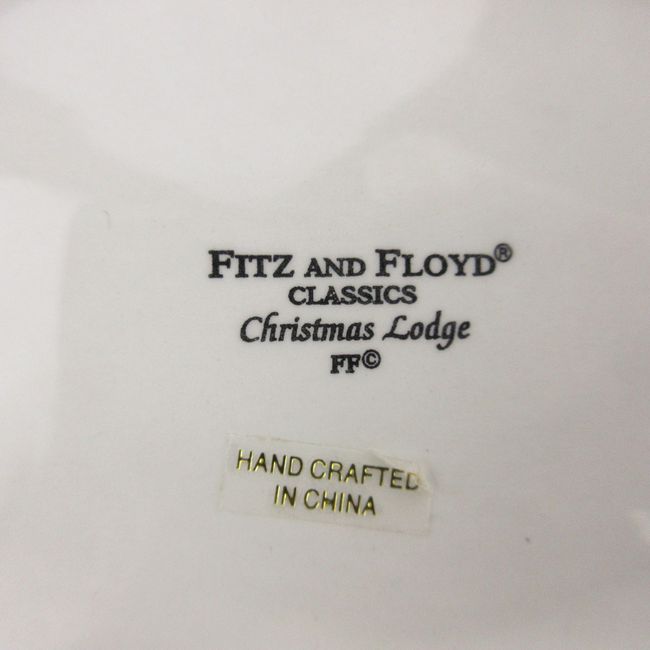 FITZ AND FLOYD®
CLASSICS
Christmas Lodge
FF©
HAND CRAFTED
IN CHINA